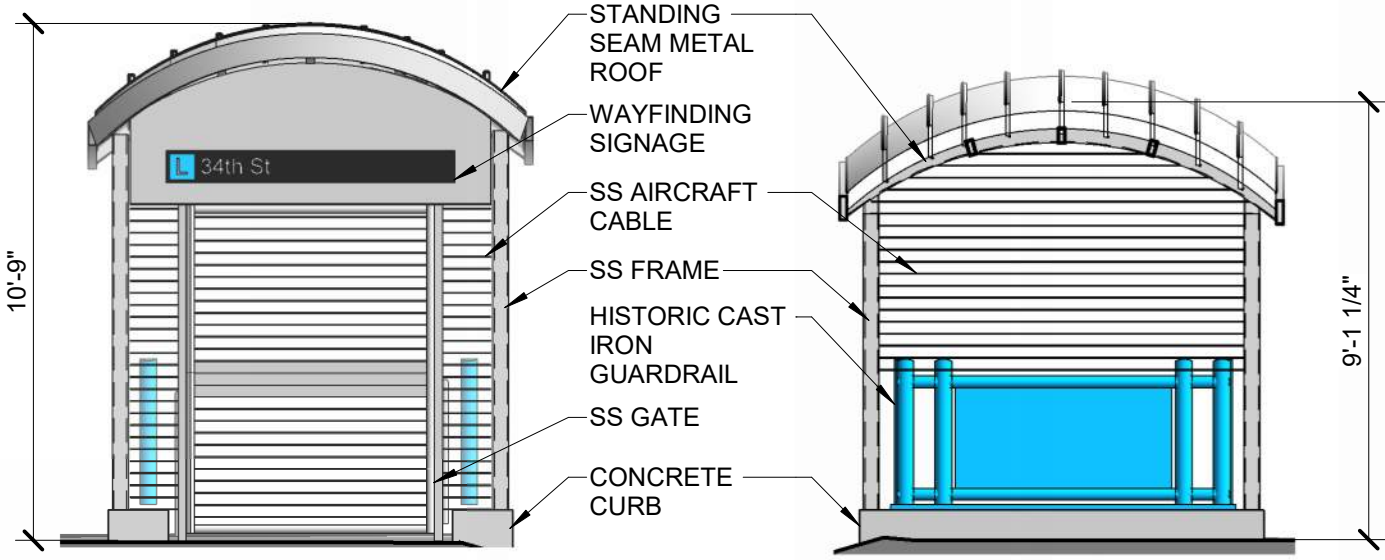 10'-9"
L 34th St
STANDING
SEAM METAL
ROOF
WAYFINDING
SIGNAGE
SS AIRCRAFT
CABLE
SS FRAME
HISTORIC CAST
IRON
GUARDRAIL
SS GATE
CONCRETE
CURB
9'-1 1/4"